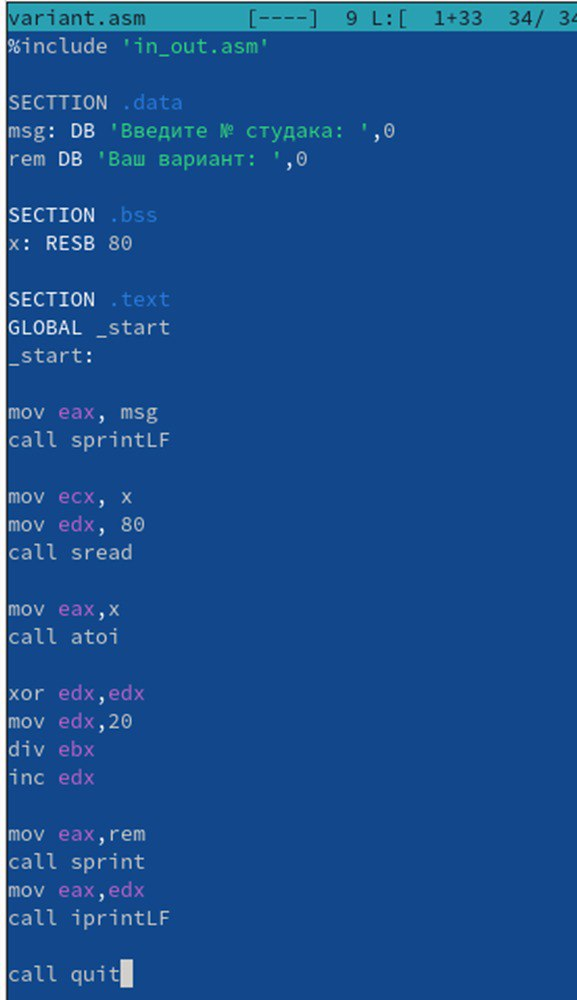 variant.asm [----] 9 L:[ 1+33 34/ 34
%include 'in_out.asm'
SECTTION .data
msg: DB 'Введите № студака: ',0
rem DB 'Ваш вариант: ',0
SECTION .bss
x: RESB 80
SECTION .text
GLOBAL _start
_start:
mov eax, msg
call sprintLF
mov ecx, x
mov edx, 80
call sread
mov eax,x
call atoi
xor edx,edx
mov edx,20
div ebx
inc edx
mov eax,rem
call sprint
mov eax,edx
call iprintLF
call quit